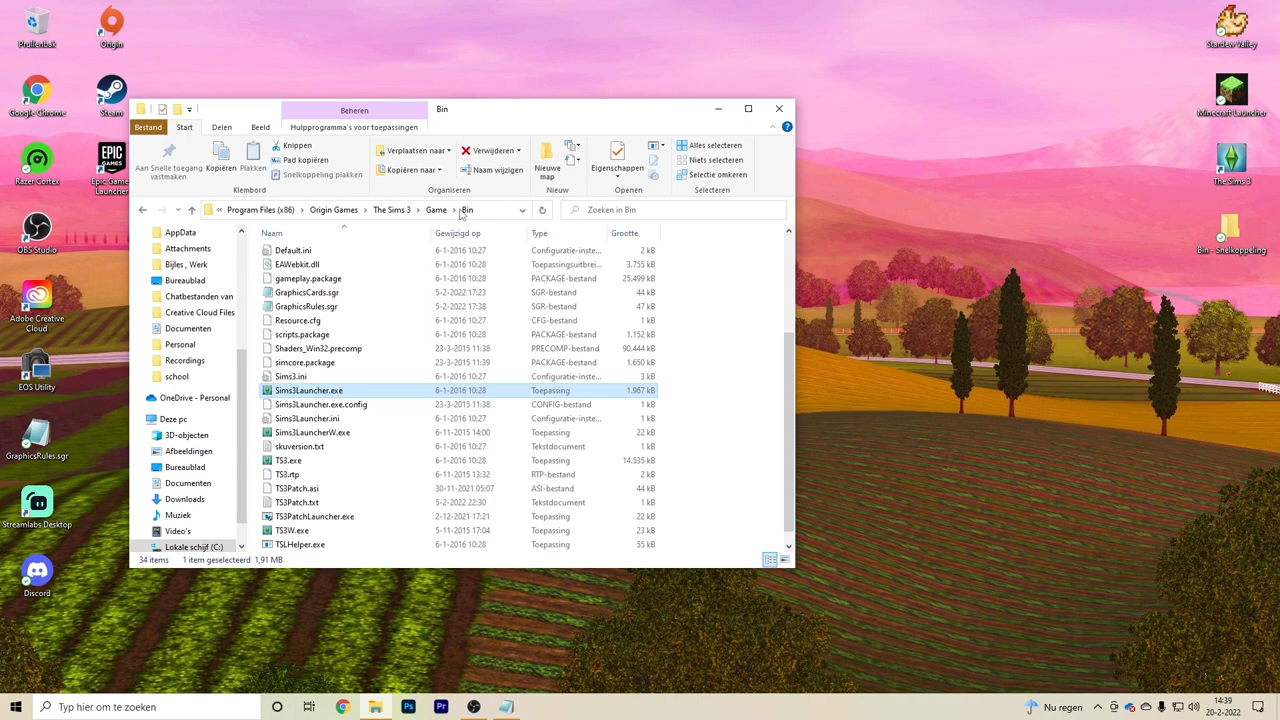 Prullenbak
Origin
Google Chrome
Steam
Razer Cortex
Epic Games
Launcher
OBS Studio
Adobe Creative
Cloud
EOS Utility
GraphicsRules.sgr
Streamlabs Desktop
Discord
Stardew Valley
Minecraft Launcher
The Sims 3
Bin - Snelkoppeling
Beheren
Bin
Bestand
Start
Delen
Beeld
Hulpprogramma's voor toepassingen
Aan Snelle toegang
vastmaken
Kopiëren
Plakken
Knippen
Pad kopiëren
Snelkoppeling plakken
Klembord
Verplaatsen naar
Kopiëren naar
Verwijderen
Naam wijzigen
Organiseren
Nieuwe
map
Nieuw
Eigenschappen
Openen
Alles selecteren
Niets selecteren
Selectie omkeren
Selecteren
« Program Files (x86) > Origin Games > The Sims 3 > Game > Bin
Zoeken in Bin
AppData
Attachments
Bijles , Werk
Bureaublad
Chatbestanden van
Creative Cloud Files
Documenten
Personal
Recordings
school
OneDrive - Personal
Deze pc
3D-objecten
Afbeeldingen
Bureaublad
Documenten
Downloads
Muziek
Video's
Lokale schijf (C:)
Naam Gewijzigd op Type Grootte
Default.ini 6-1-2016 10:27 Configuratie-inste... 2 kB
EAWebkit.dll 6-1-2016 10:28 Toepassingsuitbrei... 3.755 kB
gameplay.package 6-1-2016 10:28 PACKAGE-bestand 25.499 kB
GraphicsCards.sgr 5-2-2022 17:23 SGR-bestand 44 kB
GraphicsRules.sgr 5-2-2022 17:38 SGR-bestand 47 kB
Resource.cfg 6-1-2016 10:27 CFG-bestand 1 kB
scripts.package 6-1-2016 10:28 PACKAGE-bestand 1.152 kB
Shaders_Win32.precomp 23-3-2015 11:38 PRECOMP-bestand 90.444 kB
simcore.package 23-3-2015 11:39 PACKAGE-bestand 1.650 kB
Sims3.ini 6-1-2016 10:27 Configuratie-inste... 3 kB
Sims3Launcher.exe 6-1-2016 10:28 Toepassing 1.967 kB
Sims3Launcher.exe.config 23-3-2015 11:38 CONFIG-bestand 1 kB
Sims3Launcher.ini 6-1-2016 10:27 Configuratie-inste... 1 kB
Sims3LauncherW.exe 6-11-2015 14:00 Toepassing 22 kB
skuversion.txt 6-1-2016 10:27 Tekstdocument 1 kB
TS3.exe 6-1-2016 10:28 Toepassing 14.535 kB
TS3.rtp 6-11-2015 13:32 RTP-bestand 2 kB
TS3Patch.asi 30-11-2021 05:07 ASI-bestand 44 kB
TS3Patch.txt 5-2-2022 22:30 Tekstdocument 1 kB
TS3PatchLauncher.exe 2-12-2021 17:21 Toepassing 22 kB
TS3W.exe 5-11-2015 17:04 Toepassing 23 kB
TSLHelper.exe 6-1-2016 10:28 Toepassing 55 kB
34 items 1 item geselecteerd 1,91 MB
Typ hier om te zoeken
Nu regen
14:39
20-2-2022